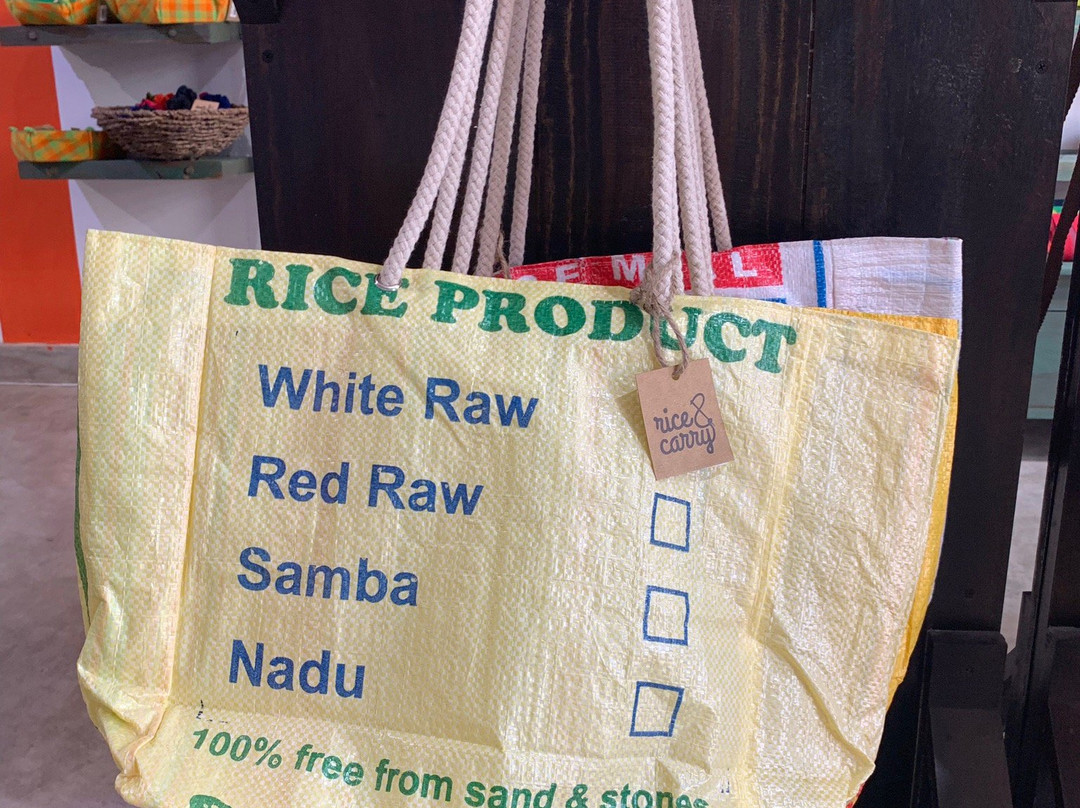 RICE PRODUCT
White Raw
Red Raw
Samba
Nadu
100% free from sand & stones
rice &
carry